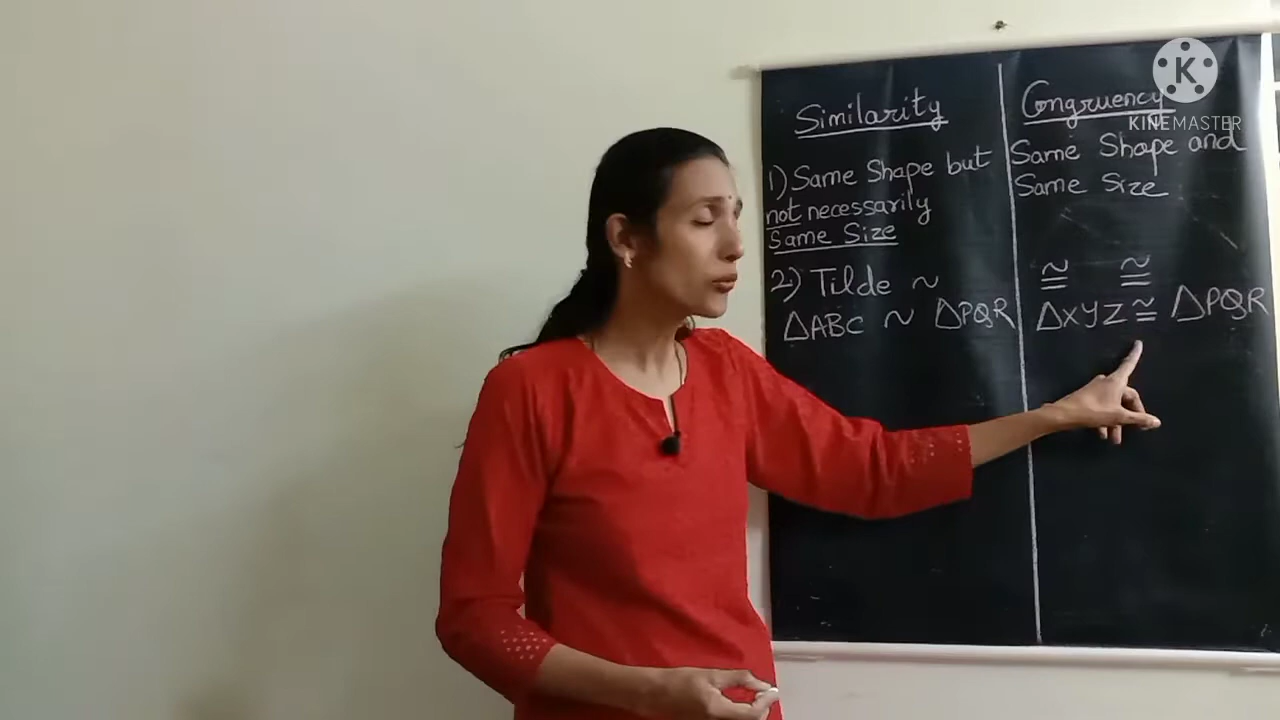 Similarity
1) Same Shape but
not necessarily
Same Size
2) Tilde ~
△ABC ~ △PQR
Congruency
Same Shape and
Same Size
≅ ≅
△XYZ ≅ △PQR
K
KINEMASTER